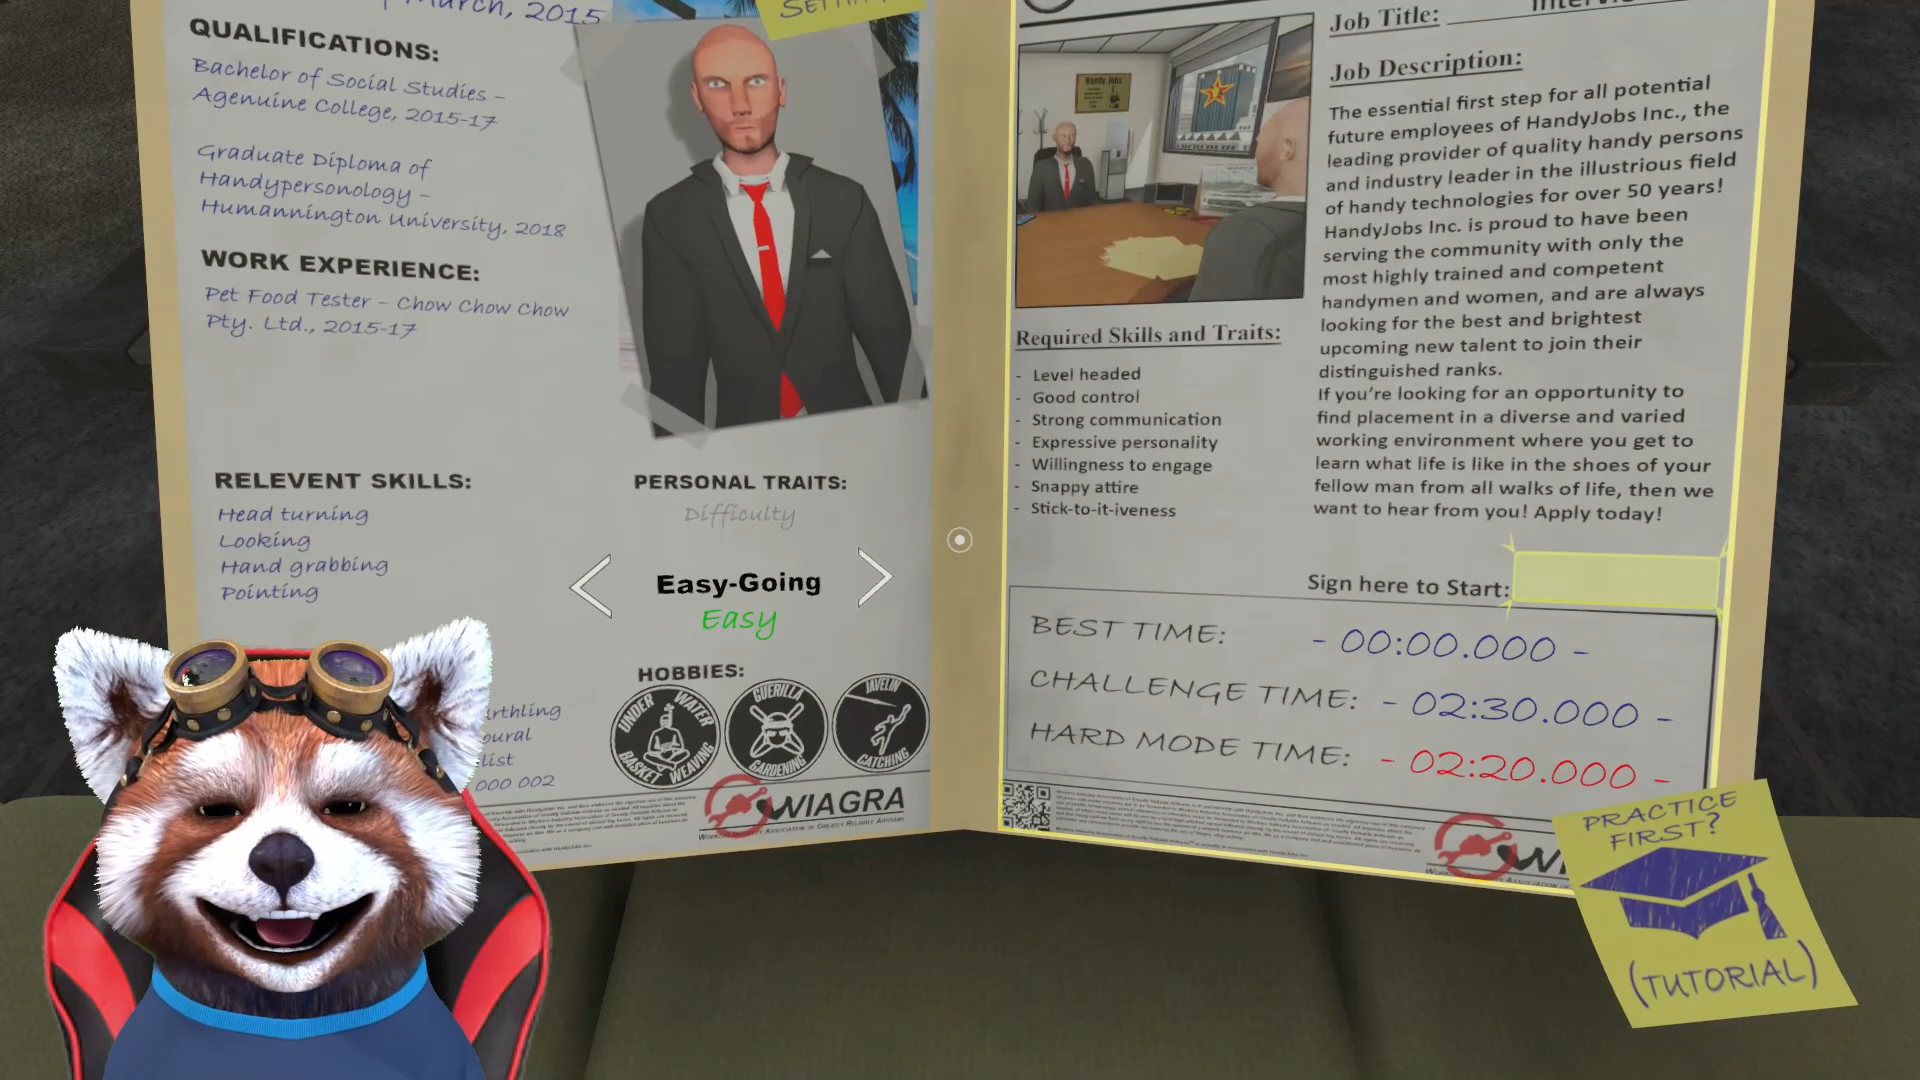 March, 2015
QUALIFICATIONS:
Bachelor of Social Studies –
Agenuine College, 2015-17
Graduate Diploma of
Handypersonology –
Humannington University, 2018
WORK EXPERIENCE:
Pet Food Tester – Chow Chow Chow
Pty. Ltd., 2015-17
RELEVENT SKILLS:
Head turning
Looking
Hand grabbing
Pointing
PERSONAL TRAITS:
Difficulty
Easy-Going
Easy
HOBBIES:
UNDER WATER
BASKET WEAVING
GUERILLA
GARDENING
JAVELIN
CATCHING
000 002
WIAGRA
Workers Industry Association of Greatly Reliable Artisans
Handy Jobs
Job Title:
Job Description:
The essential first step for all potential
future employees of HandyJobs Inc., the
leading provider of quality handy persons
and industry leader in the illustrious field
of handy technologies for over 50 years!
HandyJobs Inc. is proud to have been
serving the community with only the
most highly trained and competent
handymen and women, and are always
looking for the best and brightest
upcoming new talent to join their
distinguished ranks.
If you're looking for an opportunity to
find placement in a diverse and varied
working environment where you get to
learn what life is like in the shoes of your
fellow man from all walks of life, then we
want to hear from you! Apply today!
Required Skills and Traits:
- Level headed
- Good control
- Strong communication
- Expressive personality
- Willingness to engage
- Snappy attire
- Stick-to-it-iveness
Sign here to Start:
BEST TIME: - 00:00.000 -
CHALLENGE TIME: - 02:30.000 -
HARD MODE TIME: - 02:20.000 -
PRACTICE
FIRST?
(TUTORIAL)